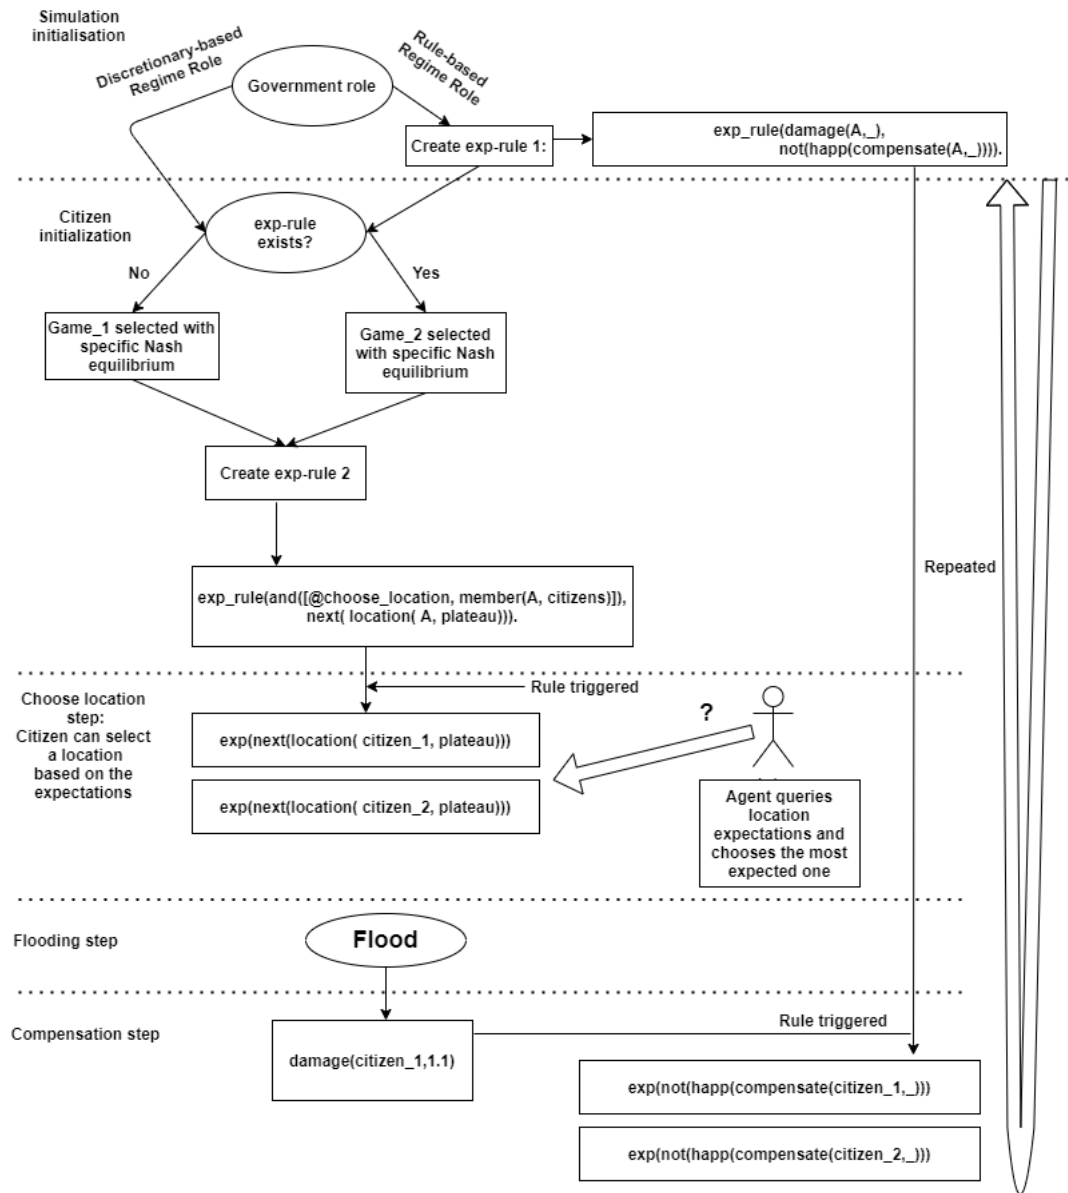 Simulation
initialisation
Discretionary-based
Regime Role
Rule-based
Regime Role
Government role
Create exp-rule 1:
exp_rule(damage(A,_),
not(happ(compensate(A,_)))).
Citizen
initialization
exp-rule
exists?
No
Yes
Game_1 selected with
specific Nash
equilibrium
Game_2 selected
with specific Nash
equilibrium
Create exp-rule 2
Repeated
exp_rule(and([@choose_location, member(A, citizens)]),
next( location( A, plateau))).
Rule triggered
Choose location
step:
Citizen can select
a location
based on the
expectations
exp(next(location( citizen_1, plateau)))
exp(next(location( citizen_2, plateau)))
?
Agent queries
location
expectations and
chooses the most
expected one
Flooding step
Flood
Compensation step
Rule triggered
damage(citizen_1,1.1)
exp(not(happ(compensate(citizen_1,_)))
exp(not(happ(compensate(citizen_2,_)))